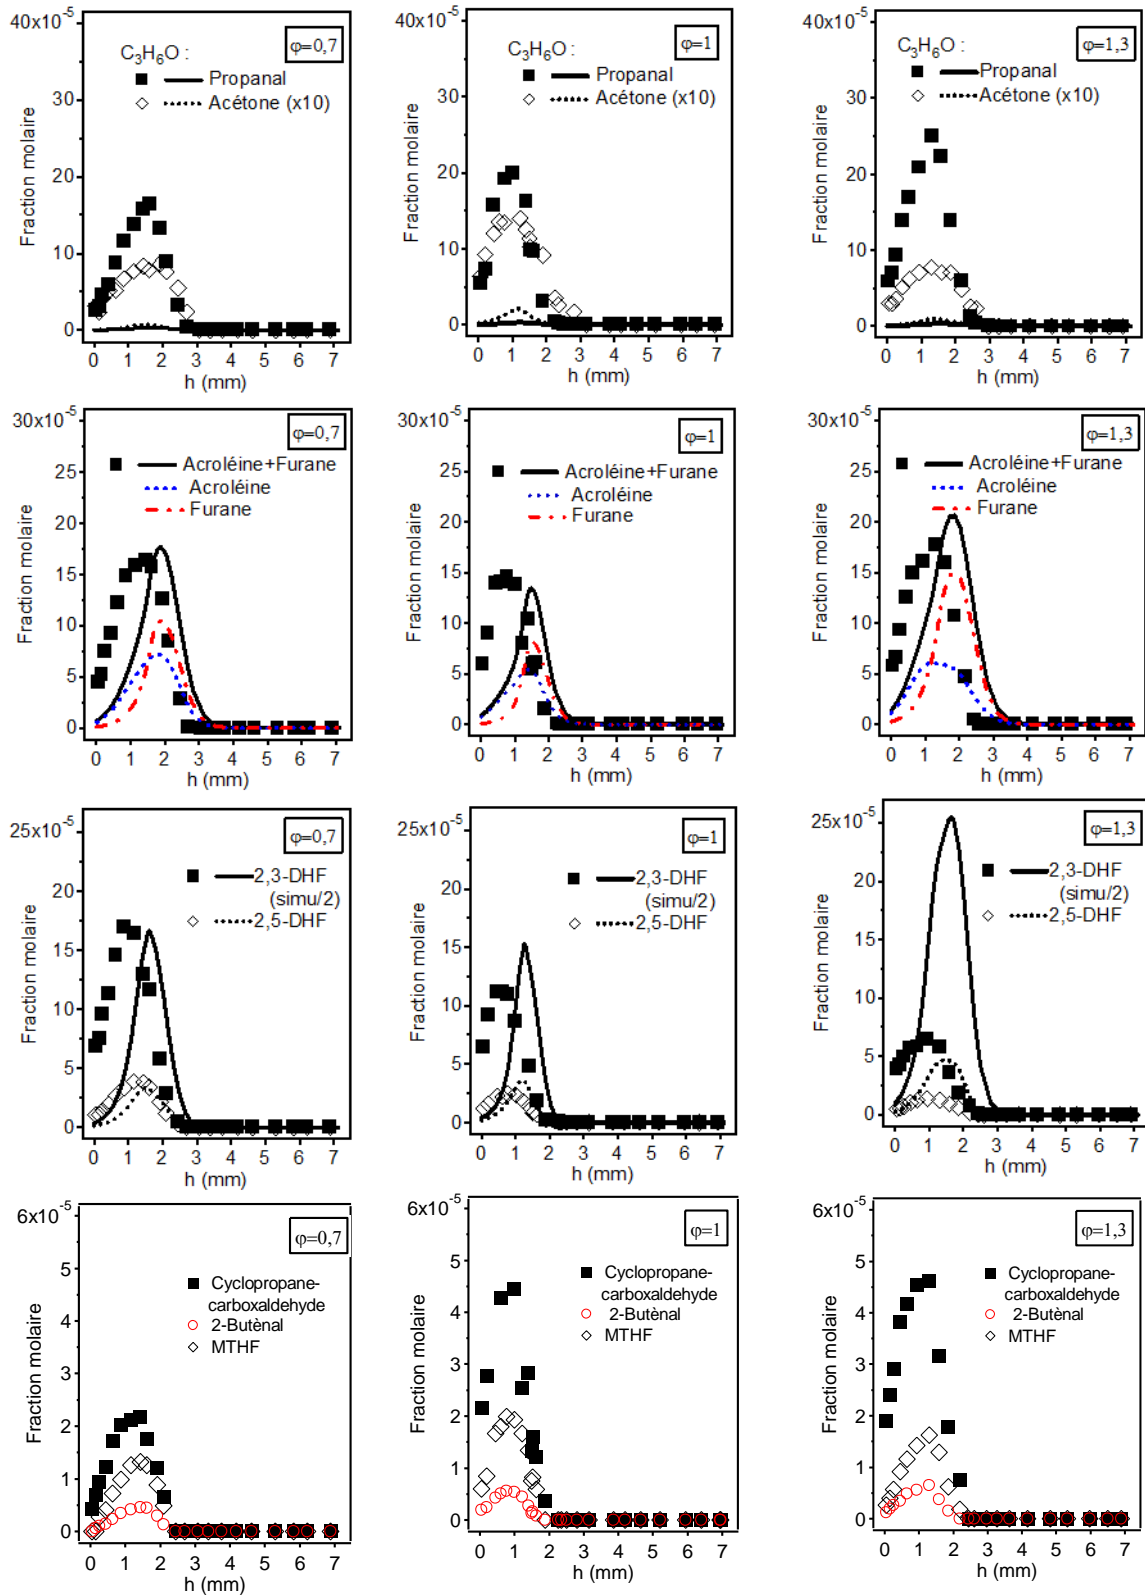 40x10-5
φ=0,7
C3H6O :
Propanal
Acétone (x10)
30
20
10
0
Fraction molaire
0 1 2 3 4 5 6 7
h (mm)
40x10-5
φ=1
C3H6O :
Propanal
Acétone (x10)
30
20
10
0
Fraction molaire
0 1 2 3 4 5 6 7
h (mm)
40x10-5
φ=1,3
C3H6O :
Propanal
Acétone (x10)
30
20
10
0
Fraction molaire
0 1 2 3 4 5 6 7
h (mm)
30x10-5
φ=0,7
Acroléine+Furane
Acroléine
Furane
25
20
15
10
5
0
Fraction molaire
0 1 2 3 4 5 6 7
h (mm)
30x10-5
φ=1
Acroléine+Furane
Acroléine
Furane
25
20
15
10
5
0
Fraction molaire
0 1 2 3 4 5 6 7
h (mm)
30x10-5
φ=1,3
Acroléine+Furane
Acroléine
Furane
25
20
15
10
5
0
Fraction molaire
0 1 2 3 4 5 6 7
h (mm)
25x10-5
φ=0,7
2,3-DHF
(simu/2)
2,5-DHF
20
15
10
5
0
Fraction molaire
0 1 2 3 4 5 6 7
h (mm)
25x10-5
φ=1
2,3-DHF
(simu/2)
2,5-DHF
20
15
10
5
0
Fraction molaire
0 1 2 3 4 5 6 7
h (mm)
25x10-5
φ=1,3
2,3-DHF
(simu/2)
2,5-DHF
20
15
10
5
0
Fraction molaire
0 1 2 3 4 5 6 7
h (mm)
6x10-5
φ=0,7
Cyclopropane-
carboxaldehyde
2-Butènal
MTHF
5
4
3
2
1
0
Fraction molaire
0 1 2 3 4 5 6 7
h (mm)
6x10-5
φ=1
Cyclopropane-
carboxaldehyde
2-Butènal
MTHF
5
4
3
2
1
0
Fraction molaire
0 1 2 3 4 5 6 7
h (mm)
6x10-5
φ=1,3
Cyclopropane-
carboxaldehyde
2-Butènal
MTHF
5
4
3
2
1
0
Fraction molaire
0 1 2 3 4 5 6 7
h (mm)